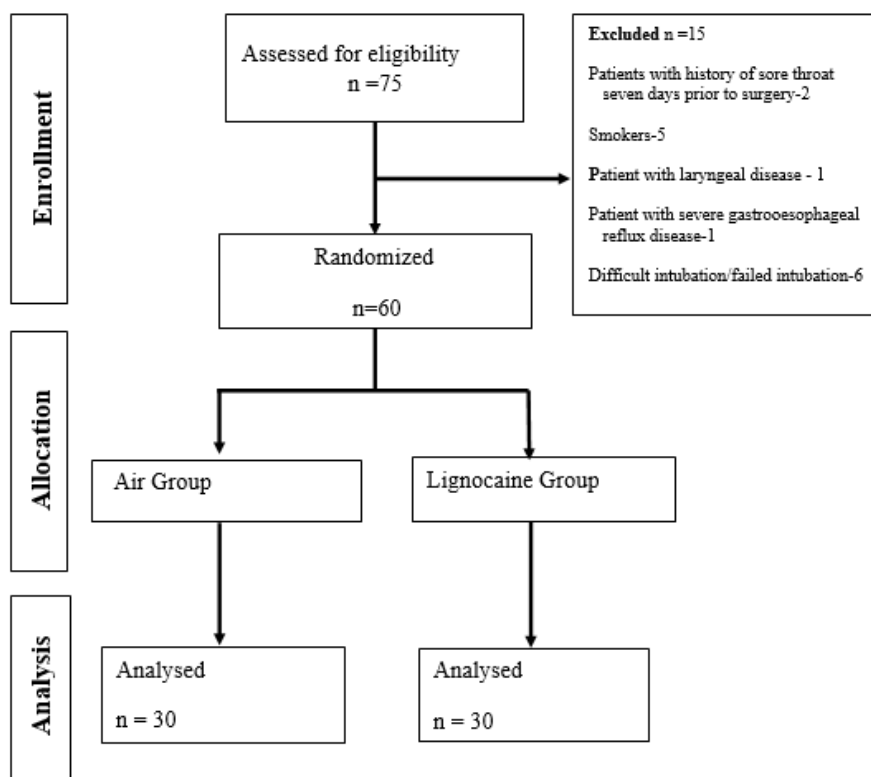 Enrollment
Assessed for eligibility
n =75
Excluded n =15
Patients with history of sore throat
seven days prior to surgery-2
Smokers-5
Patient with laryngeal disease - 1
Patient with severe gastrooesophageal
reflux disease-1
Difficult intubation/failed intubation-6
Randomized
n=60
Allocation
Air Group
Lignocaine Group
Analysis
Analysed
n = 30
Analysed
n = 30